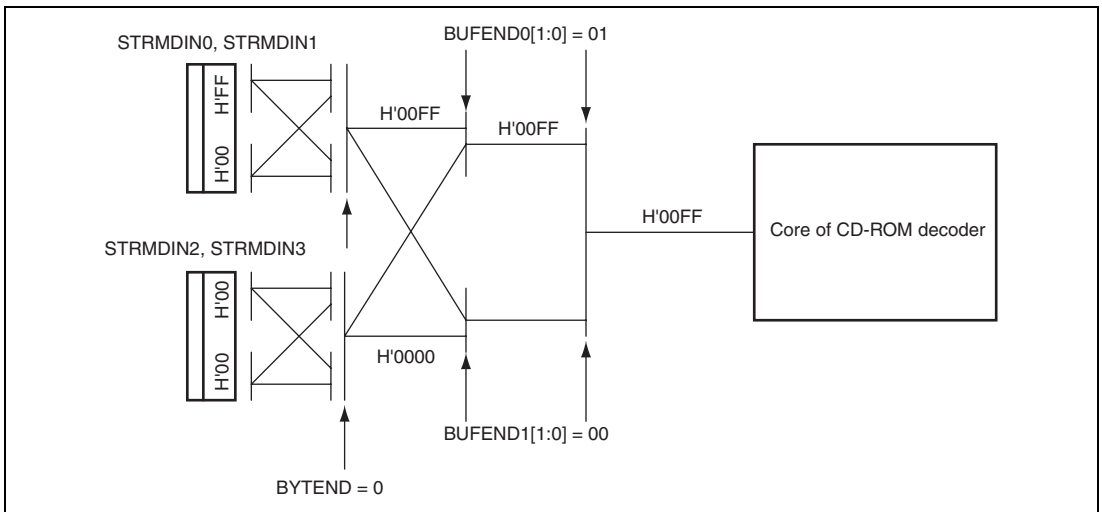 STRMDIN0, STRMDIN1
BUFEND0[1:0] = 01
H'FF
H'00
H'00FF
H'00FF
H'00FF
Core of CD-ROM decoder
STRMDIN2, STRMDIN3
H'00
H'00
H'0000
BUFEND1[1:0] = 00
BYTEND = 0